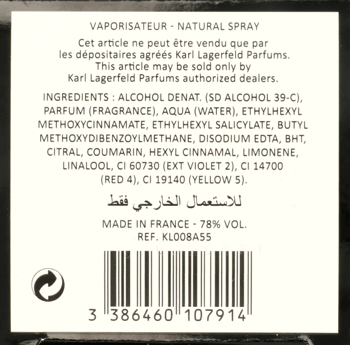 VAPORISATEUR - NATURAL SPRAY
Cet article ne peut être vendu que par
les dépositaires agréés Karl Lagerfeld Parfums.
This article may be sold only by
Karl Lagerfeld Parfums authorized dealers.
INGREDIENTS : ALCOHOL DENAT. (SD ALCOHOL 39-C),
PARFUM (FRAGRANCE), AQUA (WATER), ETHYLHEXYL
METHOXYCINNAMATE, ETHYLHEXYL SALICYLATE, BUTYL
METHOXYDIBENZOYLMETHANE, DISODIUM EDTA, BHT,
CITRAL, COUMARIN, HEXYL CINNAMAL, LIMONENE,
LINALOOL, CI 60730 (EXT VIOLET 2), CI 14700
(RED 4), CI 19140 (YELLOW 5).
للاستعمال الخارجي فقط
MADE IN FRANCE - 78% VOL.
REF. KL008A55
3 386460 107914